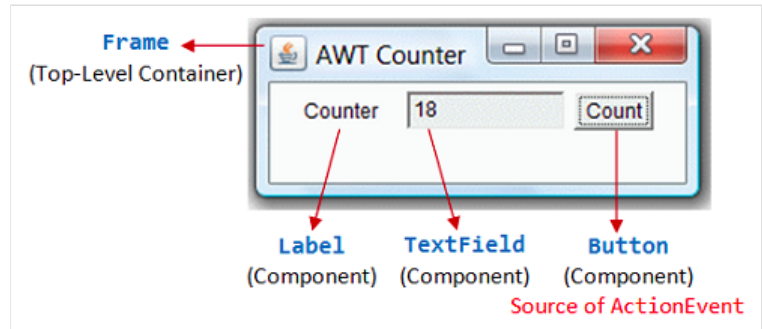 Frame
(Top-Level Container)
AWT Counter
Counter 18 Count
Label TextField Button
(Component) (Component) (Component)
Source of ActionEvent